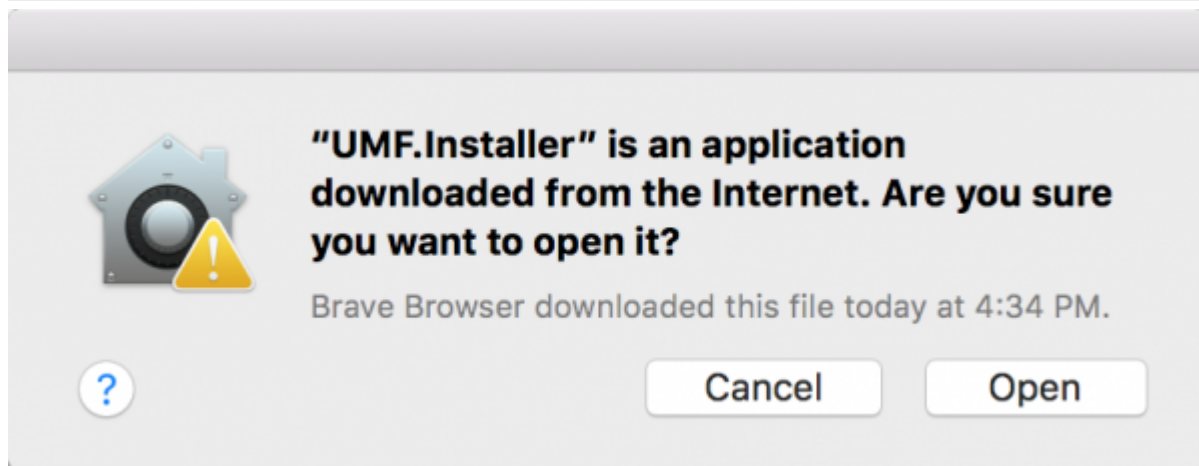 "UMF.Installer" is an application
downloaded from the Internet. Are you sure
you want to open it?
Brave Browser downloaded this file today at 4:34 PM.
?
Cancel
Open